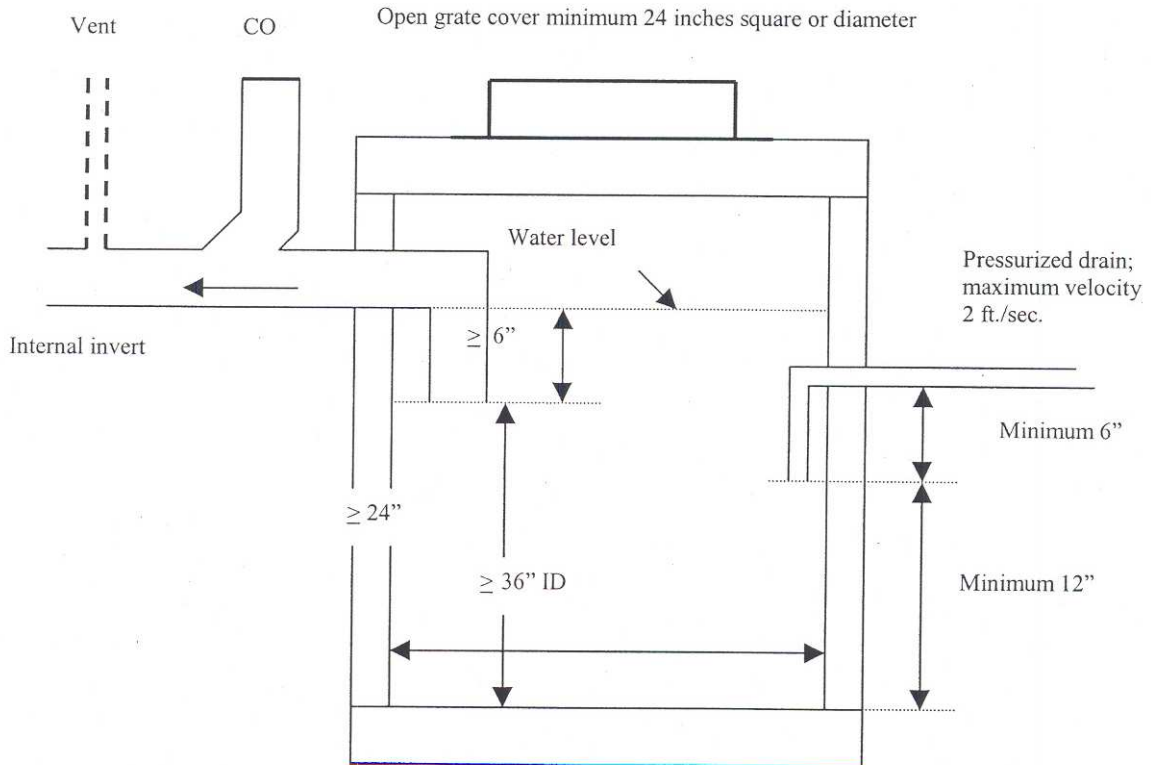 Open grate cover minimum 24 inches square or diameter
Vent
CO
Water level
Pressurized drain;
maximum velocity
2 ft./sec.
≥ 6”
Internal invert
Minimum 6”
≥ 24”
≥ 36” ID
Minimum 12”